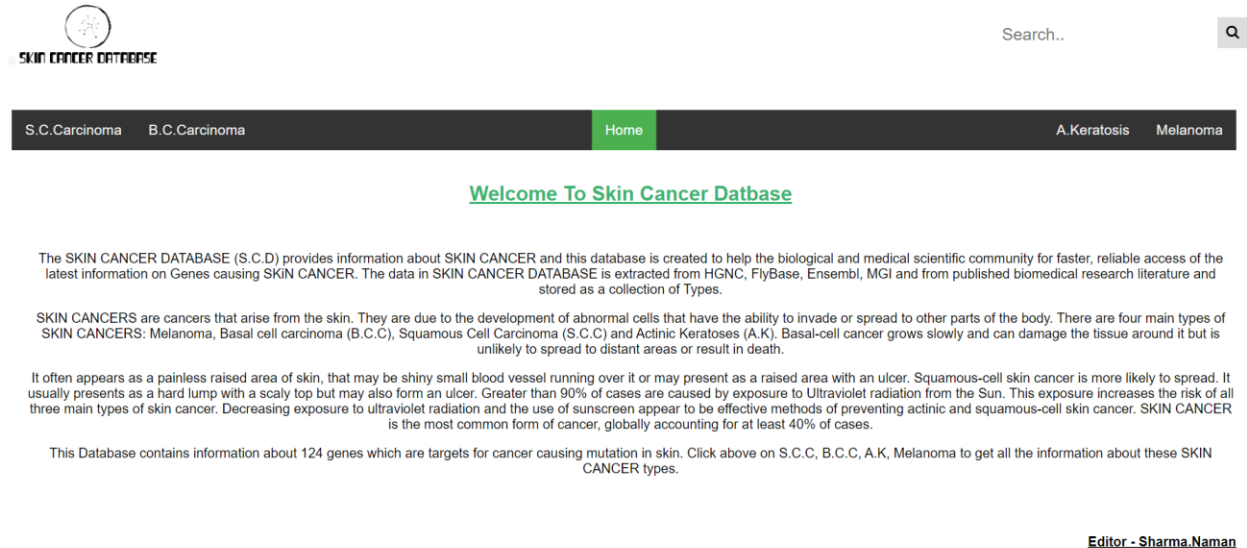 SKIN CANCER DATABASE
Search..
S.C.Carcinoma B.C.Carcinoma Home A.Keratosis Melanoma
Welcome To Skin Cancer Datbase
The SKIN CANCER DATABASE (S.C.D) provides information about SKIN CANCER and this database is created to help the biological and medical scientific community for faster, reliable access of the
latest information on Genes causing SKiN CANCER. The data in SKIN CANCER DATABASE is extracted from HGNC, FlyBase, Ensembl, MGI and from published biomedical research literature and
stored as a collection of Types.
SKIN CANCERS are cancers that arise from the skin. They are due to the development of abnormal cells that have the ability to invade or spread to other parts of the body. There are four main types of
SKIN CANCERS: Melanoma, Basal cell carcinoma (B.C.C), Squamous Cell Carcinoma (S.C.C) and Actinic Keratoses (A.K). Basal-cell cancer grows slowly and can damage the tissue around it but is
unlikely to spread to distant areas or result in death.
It often appears as a painless raised area of skin, that may be shiny small blood vessel running over it or may present as a raised area with an ulcer. Squamous-cell skin cancer is more likely to spread. It
usually presents as a hard lump with a scaly top but may also form an ulcer. Greater than 90% of cases are caused by exposure to Ultraviolet radiation from the Sun. This exposure increases the risk of all
three main types of skin cancer. Decreasing exposure to ultraviolet radiation and the use of sunscreen appear to be effective methods of preventing actinic and squamous-cell skin cancer. SKIN CANCER
is the most common form of cancer, globally accounting for at least 40% of cases.
This Database contains information about 124 genes which are targets for cancer causing mutation in skin. Click above on S.C.C, B.C.C, A.K, Melanoma to get all the information about these SKIN
CANCER types.
Editor - Sharma.Naman